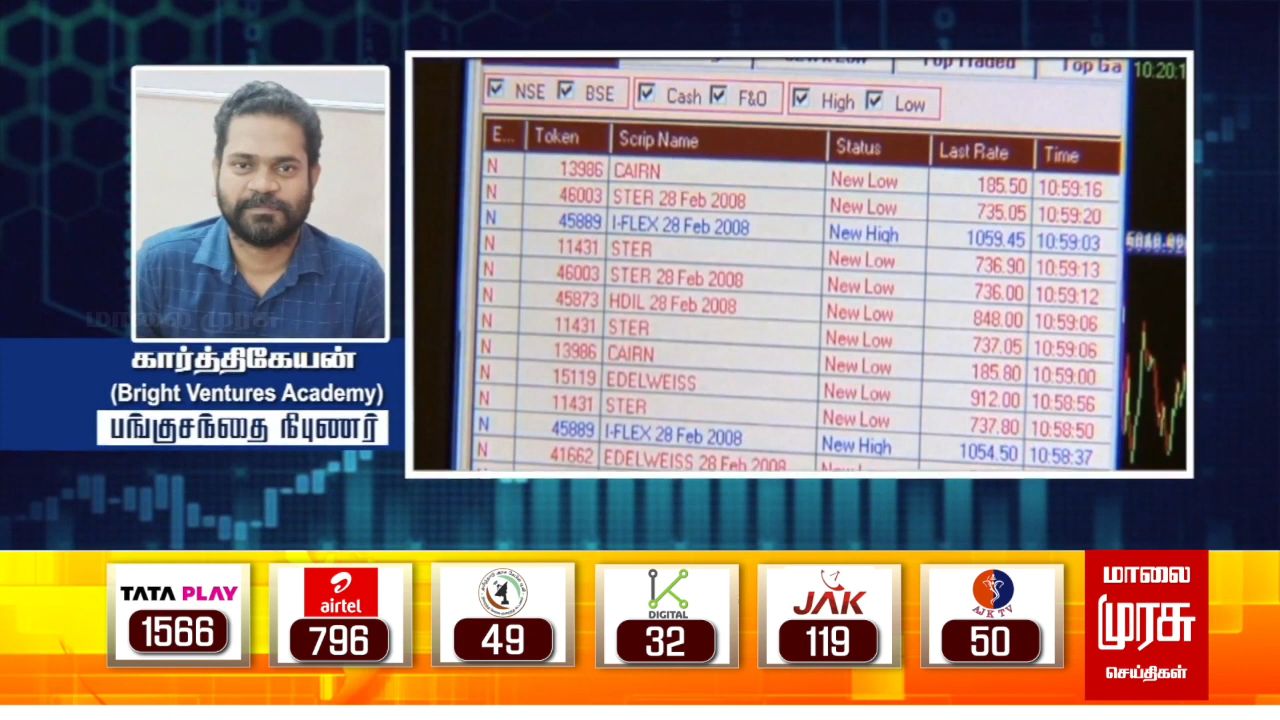 Top Traded
Top Ga
10:20:1
NSE BSE Cash F&O High Low
E... Token Scrip Name Status Last Rate Time
N 13986 CAIRN New Low 185.50 10:59:16
N 46003 STER 28 Feb 2008 New Low 735.05 10:59:20
N 45889 I-FLEX 28 Feb 2008 New High 1059.45 10:59:03
N 11431 STER New Low 736.90 10:59:13
N 46003 STER 28 Feb 2008 New Low 736.00 10:59:12
N 45873 HDIL 28 Feb 2008 New Low 848.00 10:59:06
N 11431 STER New Low 737.05 10:59:06
N 13986 CAIRN New Low 185.80 10:59:00
N 15119 EDELWEISS New Low 912.00 10:58:56
N 11431 STER New Low 737.80 10:58:50
N 45889 I-FLEX 28 Feb 2008 New High 1054.50 10:58:37
N 41662 EDELWEISS 28 Feb 2008 New Low
மாலை முரசு
கார்த்திகேயன்
(Bright Ventures Academy)
பங்குசந்தை நிபுணர்
TATA PLAY
1566
airtel
796
49
DIGITAL
32
JAK
119
AJK TV
50
மாலை
முரசு
செய்திகள்